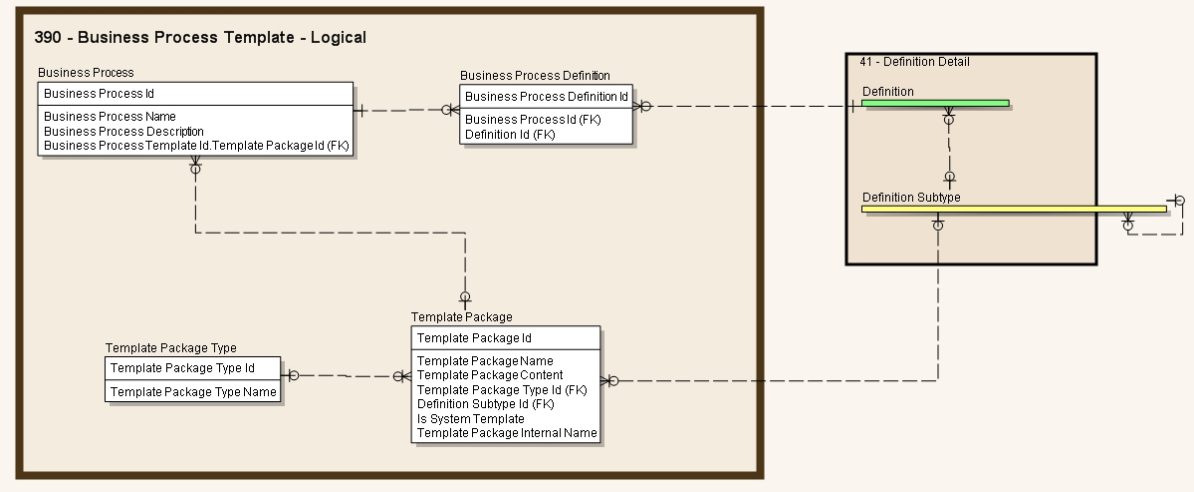 390 - Business Process Template - Logical
Business Process
Business Process Id
Business Process Name
Business Process Description
Business Process Template Id.Template Package Id (FK)
Business Process Definition
Business Process Definition Id
Business Process Id (FK)
Definition Id (FK)
41 - Definition Detail
Definition
Definition Subtype
Template Package Type
Template Package Type Id
Template Package Type Name
Template Package
Template Package Id
Template Package Name
Template Package Content
Template Package Type Id (FK)
Definition Subtype Id (FK)
Is System Template
Template Package Internal Name